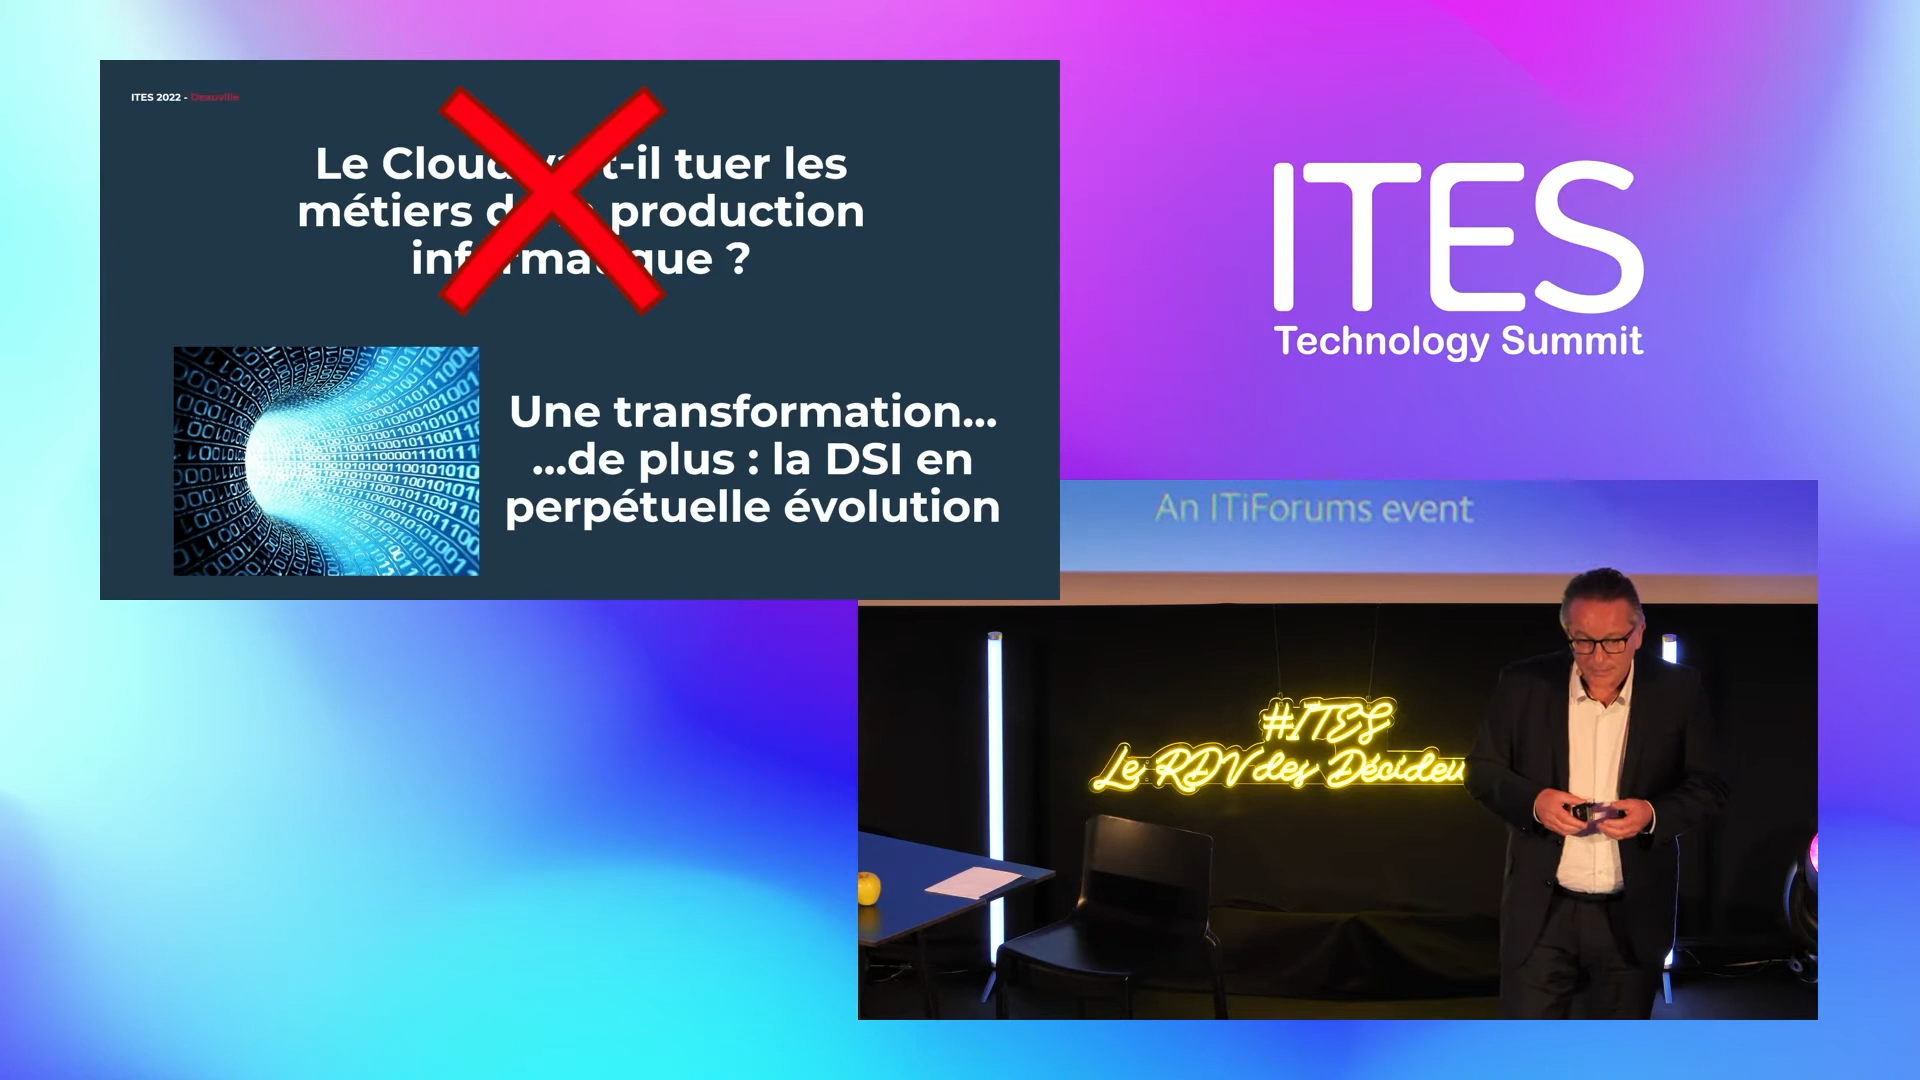 ITES 2022 - Deauville
Le Cloud va-t-il tuer les
métiers de la production
informatique ?
Une transformation...
...de plus : la DSI en
perpétuelle évolution
ITES
Technology Summit
An ITiForums event
#ITES
Le RDV des Décideu